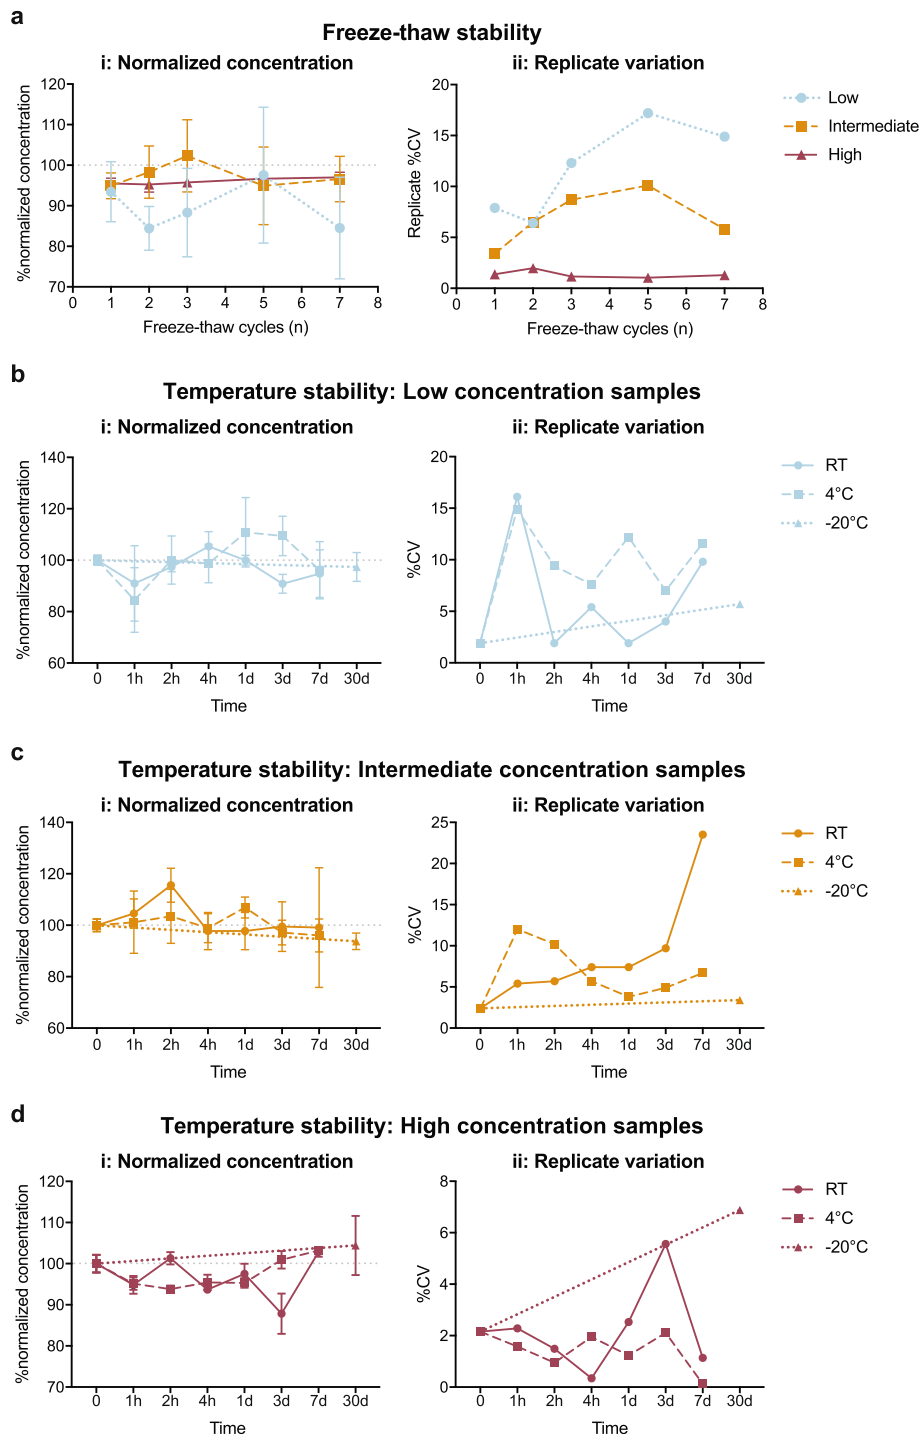 a
Freeze-thaw stability
i: Normalized concentration
%normalized concentration
120
110
100
90
80
70
0 1 2 3 4 5 6 7 8
Freeze-thaw cycles (n)
ii: Replicate variation
Replicate %CV
20
15
10
5
0
0 1 2 3 4 5 6 7 8
Freeze-thaw cycles (n)
Low
Intermediate
High
b
Temperature stability: Low concentration samples
i: Normalized concentration
%normalized concentration
140
120
100
80
60
0 1h 2h 4h 1d 3d 7d 30d
Time
ii: Replicate variation
%CV
20
15
10
5
0
0 1h 2h 4h 1d 3d 7d 30d
Time
RT
4°C
-20°C
c
Temperature stability: Intermediate concentration samples
i: Normalized concentration
%normalized concentration
140
120
100
80
60
0 1h 2h 4h 1d 3d 7d 30d
Time
ii: Replicate variation
%CV
25
20
15
10
5
0
0 1h 2h 4h 1d 3d 7d 30d
Time
RT
4°C
-20°C
d
Temperature stability: High concentration samples
i: Normalized concentration
%normalized concentration
120
110
100
90
80
70
0 1h 2h 4h 1d 3d 7d 30d
Time
ii: Replicate variation
%CV
8
6
4
2
0
0 1h 2h 4h 1d 3d 7d 30d
Time
RT
4°C
-20°C